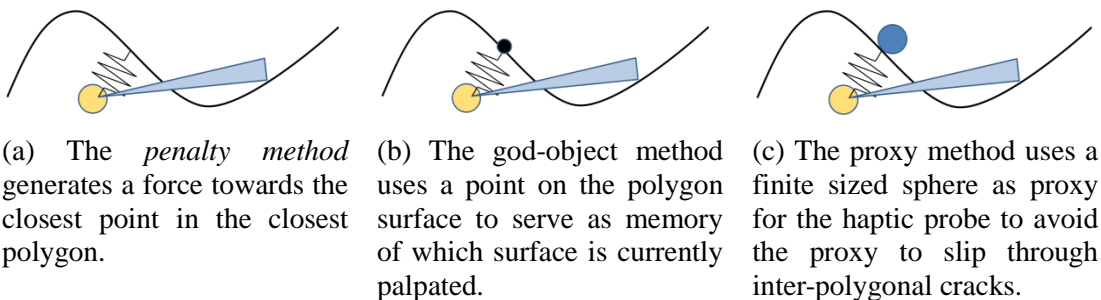 (a) The penalty method
generates a force towards the
closest point in the closest
polygon.
(b) The god-object method
uses a point on the polygon
surface to serve as memory
of which surface is currently
palpated.
(c) The proxy method uses a
finite sized sphere as proxy
for the haptic probe to avoid
the proxy to slip through
inter-polygonal cracks.